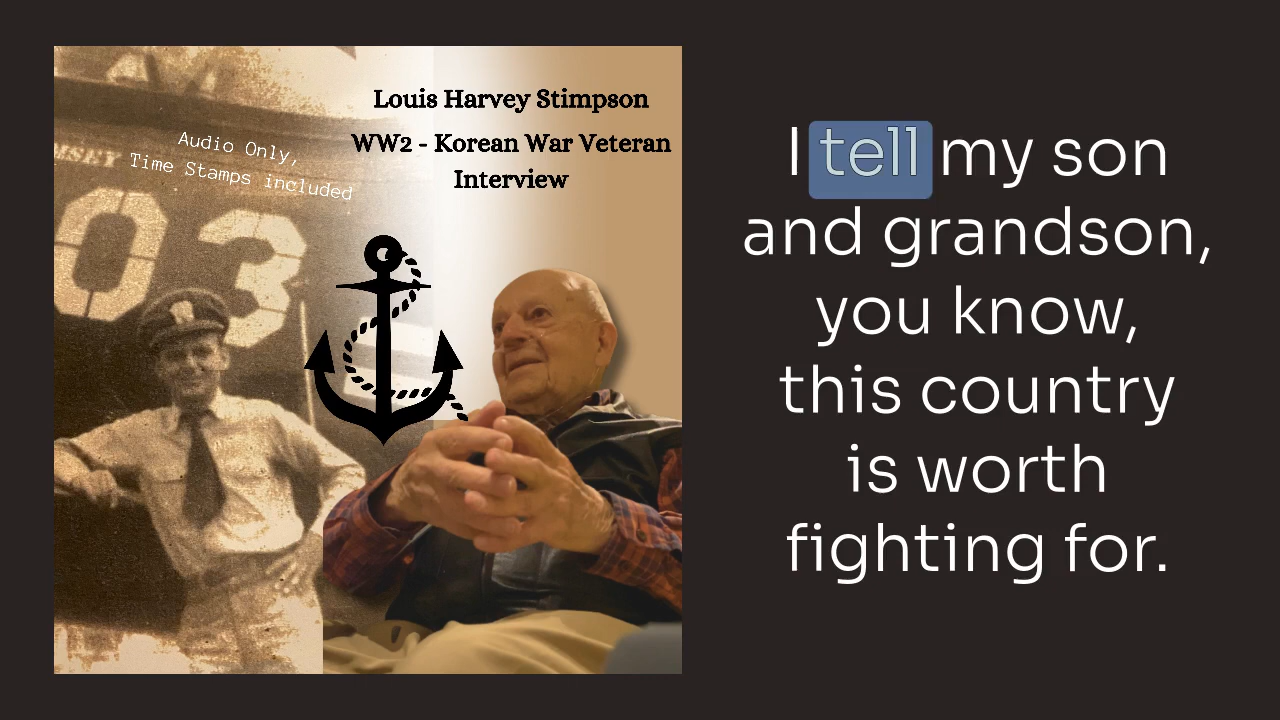 Louis Harvey Stimpson
WW2 - Korean War Veteran
Interview
Audio Only,
Time Stamps included
MSEY
03
I tell my son
and grandson,
you know,
this country
is worth
fighting for.